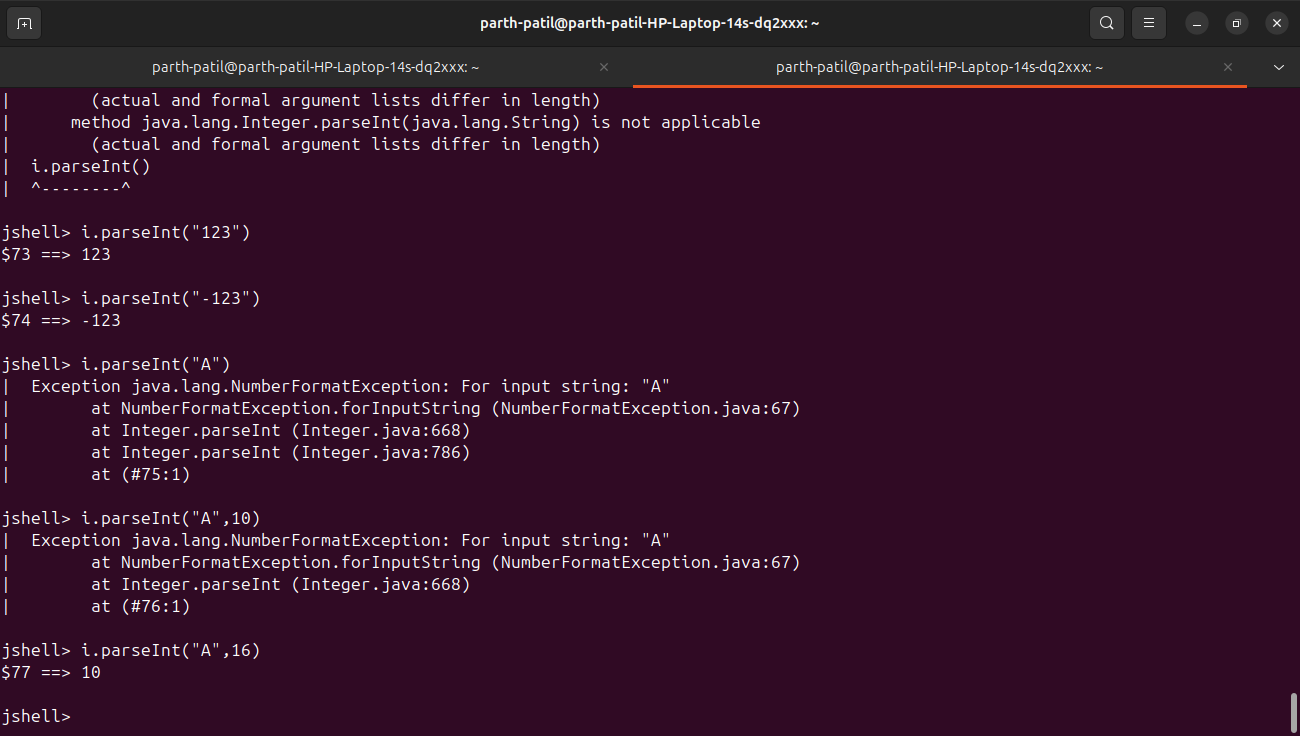 parth-patil@parth-patil-HP-Laptop-14s-dq2xxx: ~
parth-patil@parth-patil-HP-Laptop-14s-dq2xxx: ~
parth-patil@parth-patil-HP-Laptop-14s-dq2xxx: ~
|        (actual and formal argument lists differ in length)
|      method java.lang.Integer.parseInt(java.lang.String) is not applicable
|        (actual and formal argument lists differ in length)
|  i.parseInt()
|  ^--------^
jshell> i.parseInt("123")
$73 ==> 123
jshell> i.parseInt("-123")
$74 ==> -123
jshell> i.parseInt("A")
|  Exception java.lang.NumberFormatException: For input string: "A"
|        at NumberFormatException.forInputString (NumberFormatException.java:67)
|        at Integer.parseInt (Integer.java:668)
|        at Integer.parseInt (Integer.java:786)
|        at (#75:1)
jshell> i.parseInt("A",10)
|  Exception java.lang.NumberFormatException: For input string: "A"
|        at NumberFormatException.forInputString (NumberFormatException.java:67)
|        at Integer.parseInt (Integer.java:668)
|        at (#76:1)
jshell> i.parseInt("A",16)
$77 ==> 10
jshell>